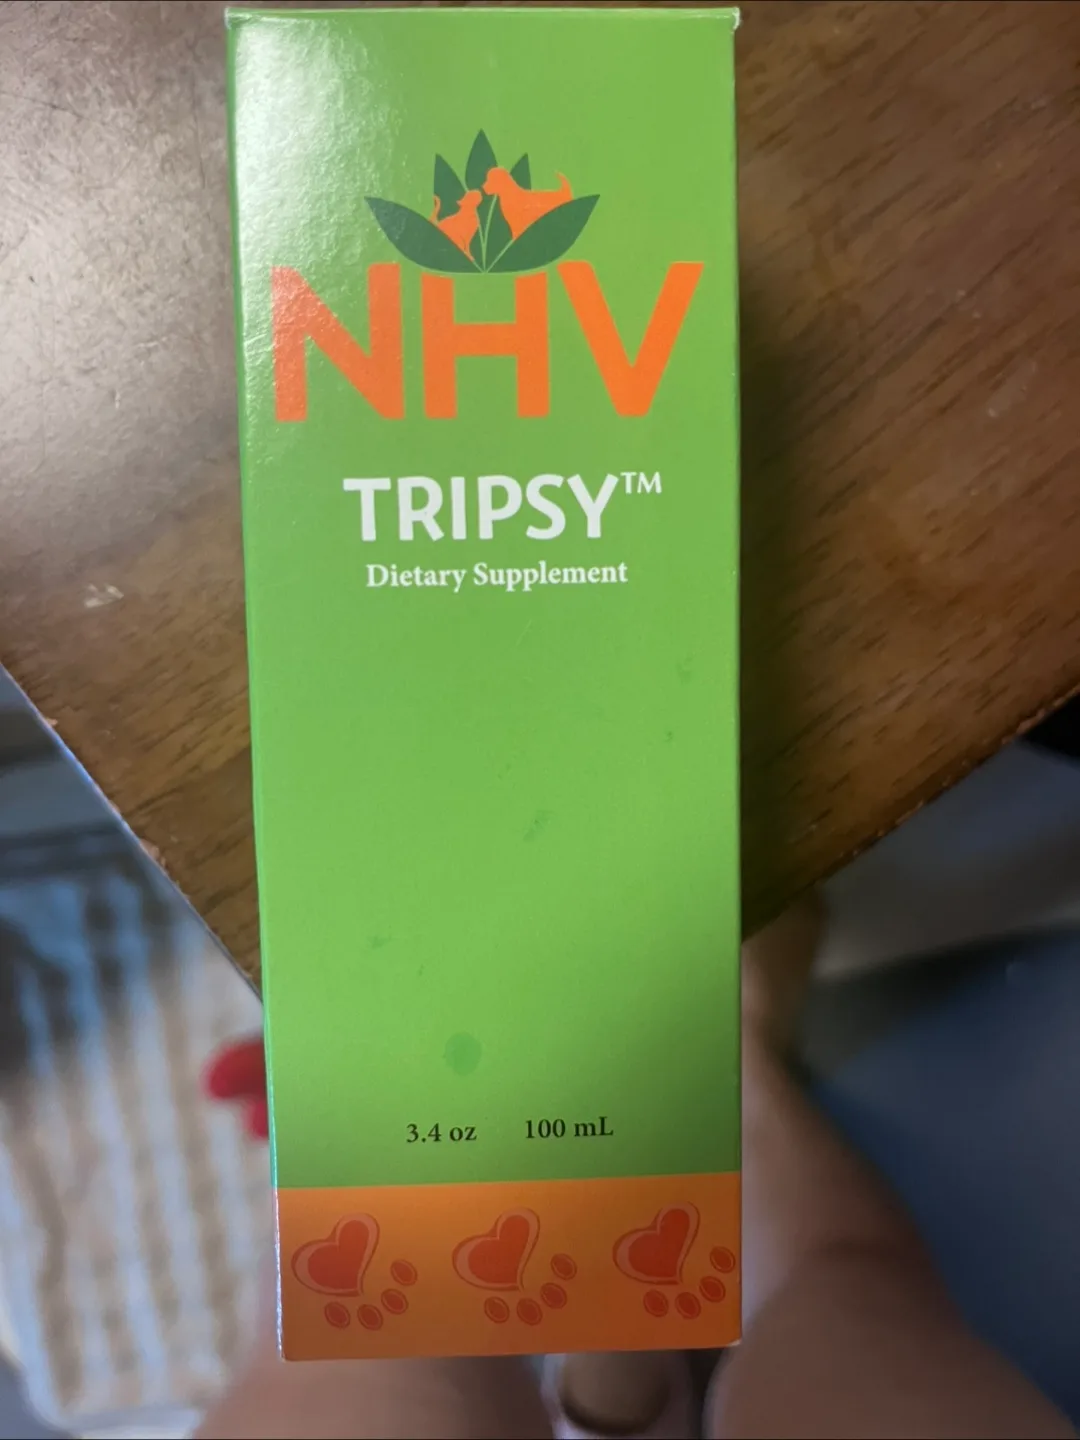 NHV
TRIPSY™
Dietary Supplement
3.4 oz 100 mL